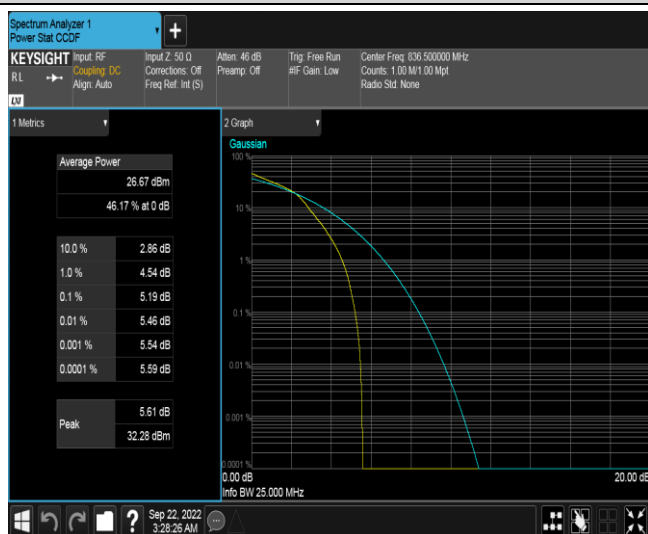 Spectrum Analyzer 1
Power Stat CCDF
KEYSIGHT
RL
LXI
Input: RF
Coupling: DC
Align: Auto
Input Z: 50 Ω
Corrections: Off
Freq Ref: Int (S)
Atten: 46 dB
Preamp: Off
Trig: Free Run
#IF Gain: Low
Center Freq: 836.500000 MHz
Counts: 1.00 M/1.00 Mpt
Radio Std: None
1 Metrics
Average Power
26.67 dBm
46.17 % at 0 dB
10.0 % 2.86 dB
1.0 % 4.54 dB
0.1 % 5.19 dB
0.01 % 5.46 dB
0.001 % 5.54 dB
0.0001 % 5.59 dB
Peak
5.61 dB
32.28 dBm
2 Graph
Gaussian
100 %
10 %
1 %
0.1 %
0.01 %
0.001 %
0.0001 %
0.00 dB
20.00 dB
Info BW 25.000 MHz
Sep 22, 2022
3:28:26 AM